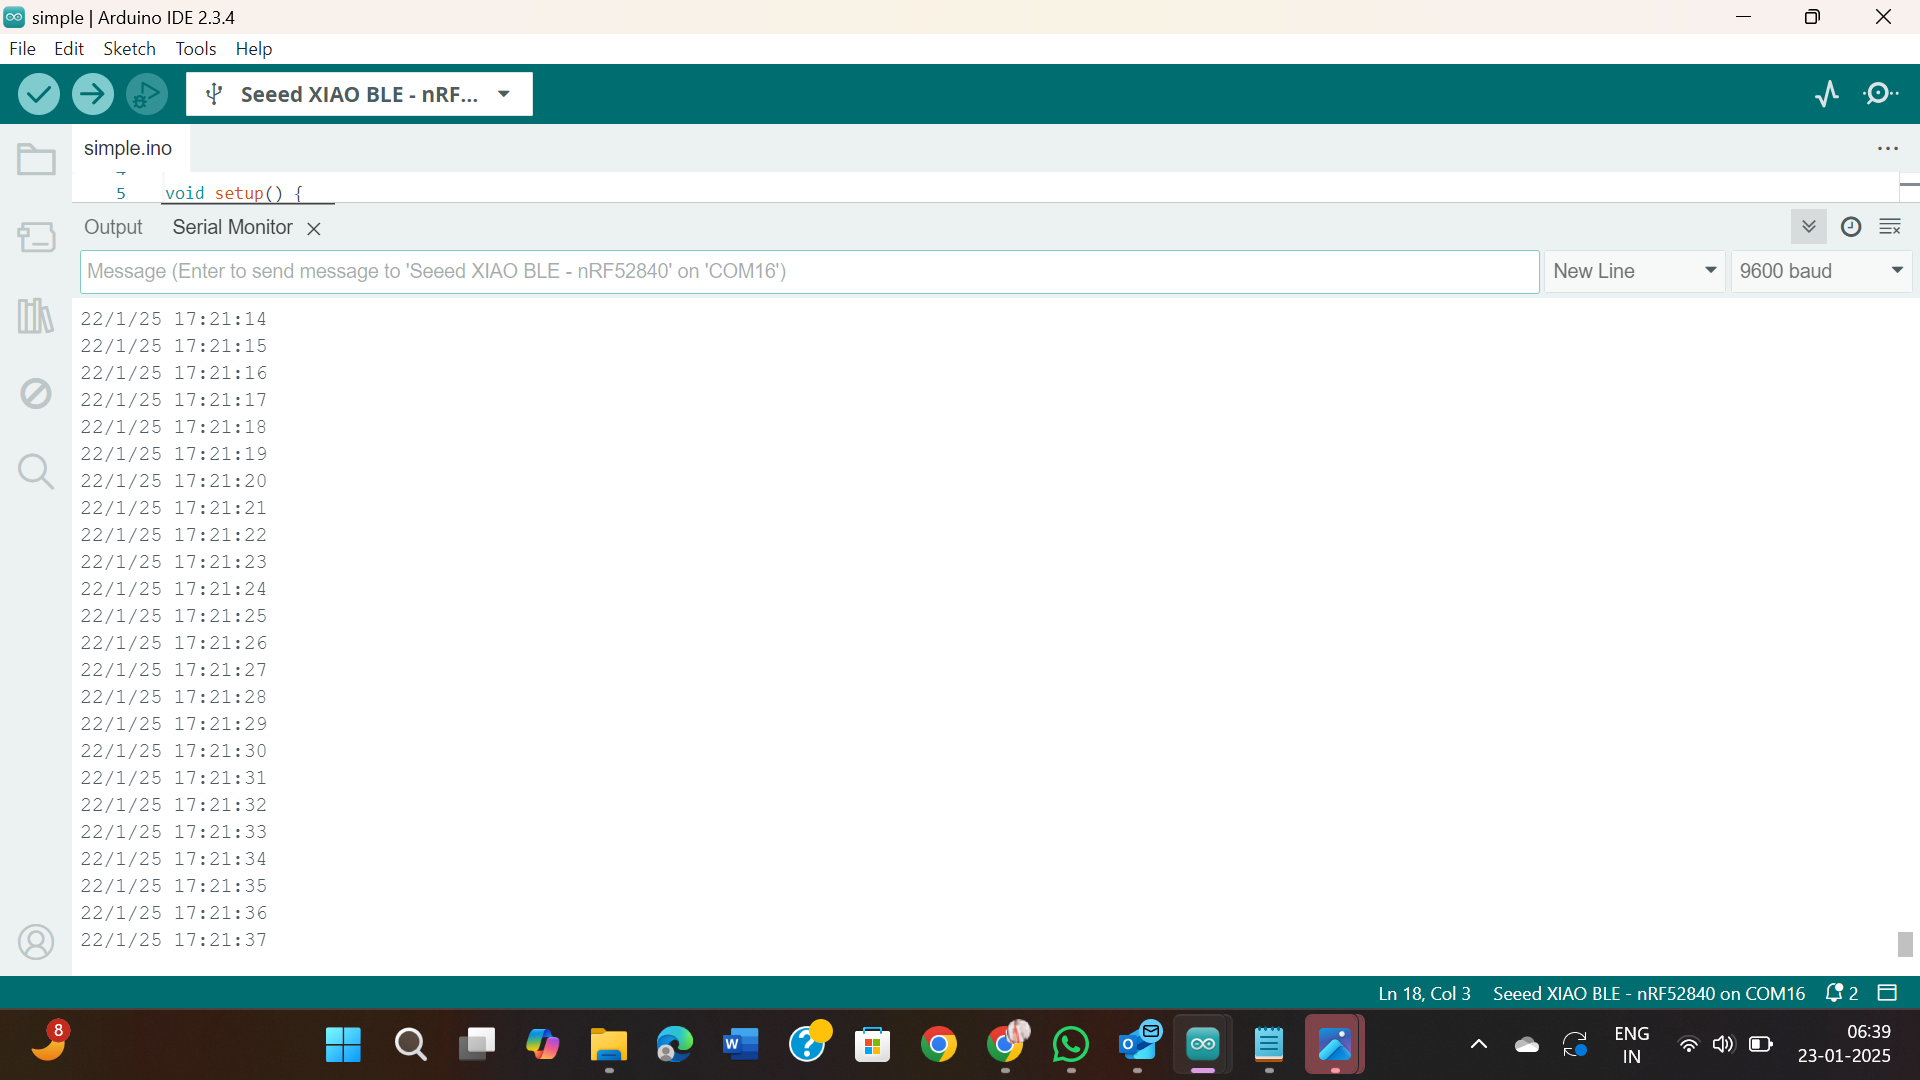 simple | Arduino IDE 2.3.4
File Edit Sketch Tools Help
Seeed XIAO BLE - nRF...
simple.ino
5 void setup() {
Output Serial Monitor
Message (Enter to send message to 'Seeed XIAO BLE - nRF52840' on 'COM16')
New Line
9600 baud
22/1/25 17:21:14
22/1/25 17:21:15
22/1/25 17:21:16
22/1/25 17:21:17
22/1/25 17:21:18
22/1/25 17:21:19
22/1/25 17:21:20
22/1/25 17:21:21
22/1/25 17:21:22
22/1/25 17:21:23
22/1/25 17:21:24
22/1/25 17:21:25
22/1/25 17:21:26
22/1/25 17:21:27
22/1/25 17:21:28
22/1/25 17:21:29
22/1/25 17:21:30
22/1/25 17:21:31
22/1/25 17:21:32
22/1/25 17:21:33
22/1/25 17:21:34
22/1/25 17:21:35
22/1/25 17:21:36
22/1/25 17:21:37
Ln 18, Col 3 Seeed XIAO BLE - nRF52840 on COM16 2
8
ENG
IN
06:39
23-01-2025